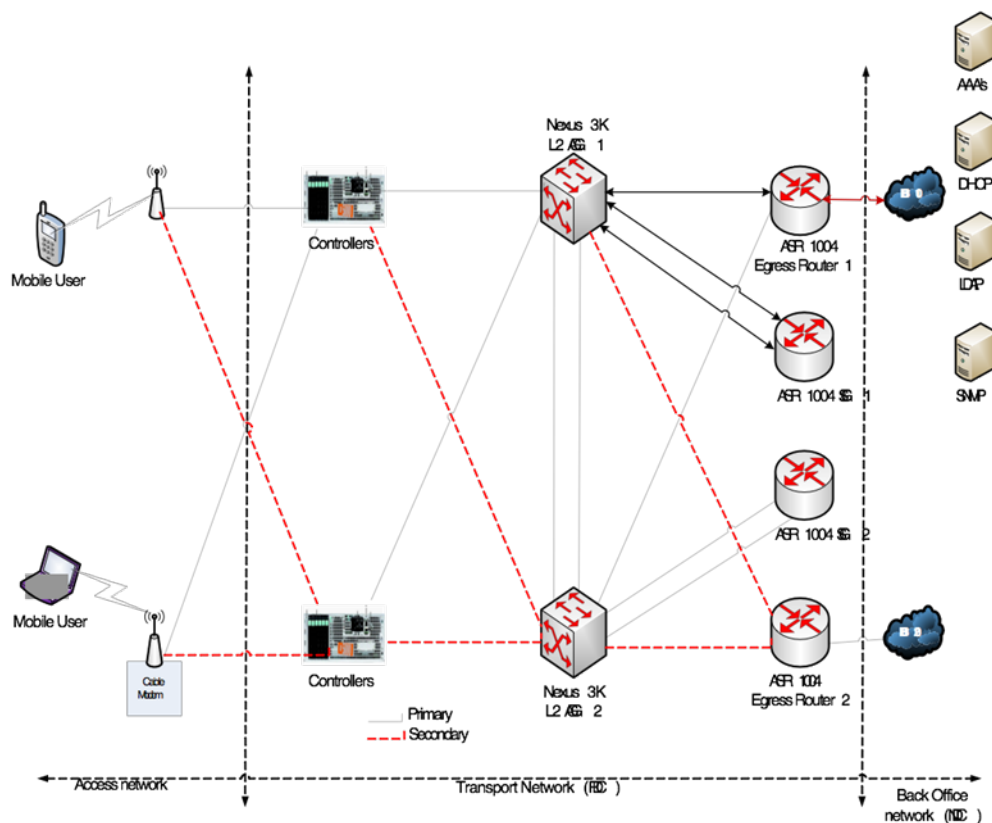 AAA's
Nexus 3K
L2 ASG 1
DHCP
Mobile User
Controllers
ASR 1004
Egress Router 1
LDAP
ASR 1004 1
SNMP
ASR 1004 2
Mobile User
Cable
Modem
Controllers
Nexus 3K
L2 ASG 2
ASR 1004
Egress Router 2
Primary
Secondary
Access network
Transport Network
Back Office
network